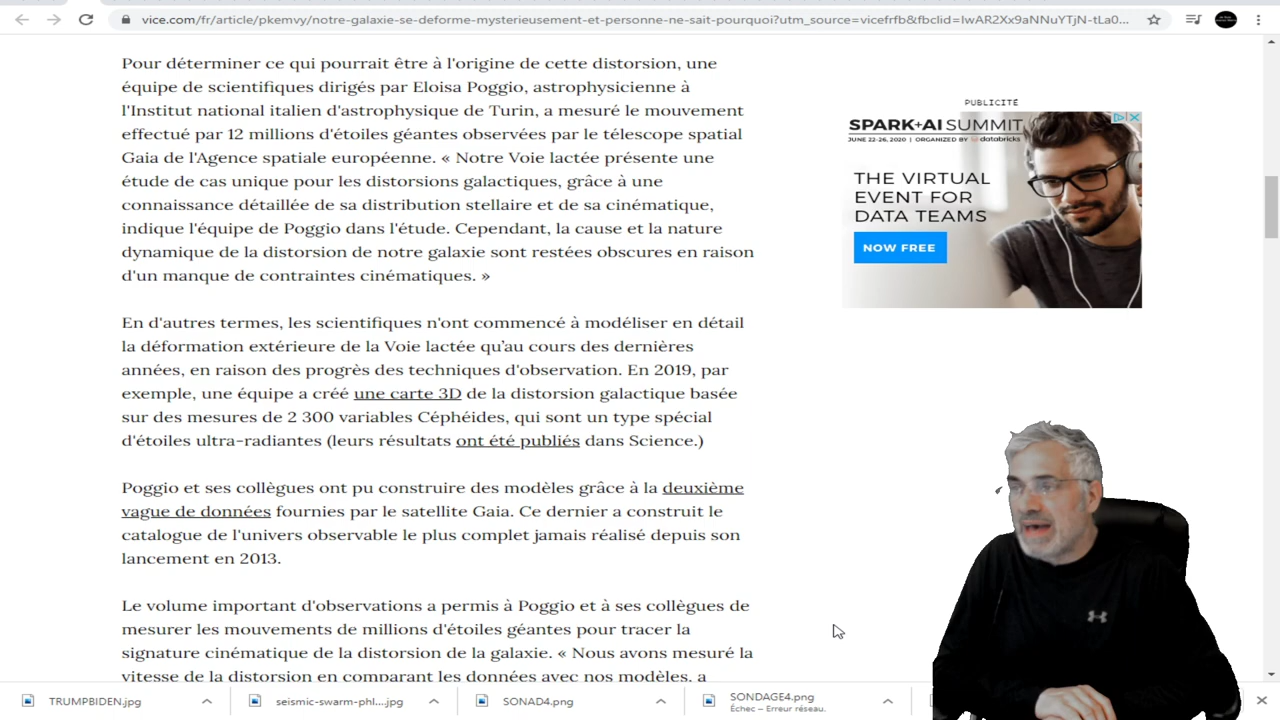 vice.com/fr/article/pkemvy/notre-galaxie-se-deforme-mysterieusement-et-personne-ne-sait-pourquoi?utm_source=vicefrfb&fbclid=IwAR2Xx9aNNuYTjN-tLa0...
Pour déterminer ce qui pourrait être à l'origine de cette distorsion, une
équipe de scientifiques dirigés par Eloisa Poggio, astrophysicienne à
l'Institut national italien d'astrophysique de Turin, a mesuré le mouvement
effectué par 12 millions d'étoiles géantes observées par le télescope spatial
Gaia de l'Agence spatiale européenne. « Notre Voie lactée présente une
étude de cas unique pour les distorsions galactiques, grâce à une
connaissance détaillée de sa distribution stellaire et de sa cinématique,
indique l'équipe de Poggio dans l'étude. Cependant, la cause et la nature
dynamique de la distorsion de notre galaxie sont restées obscures en raison
d'un manque de contraintes cinématiques. »
En d'autres termes, les scientifiques n'ont commencé à modéliser en détail
la déformation extérieure de la Voie lactée qu'au cours des dernières
années, en raison des progrès des techniques d'observation. En 2019, par
exemple, une équipe a créé une carte 3D de la distorsion galactique basée
sur des mesures de 2 300 variables Céphéides, qui sont un type spécial
d'étoiles ultra-radiantes (leurs résultats ont été publiés dans Science.)
Poggio et ses collègues ont pu construire des modèles grâce à la deuxième
vague de données fournies par le satellite Gaia. Ce dernier a construit le
catalogue de l'univers observable le plus complet jamais réalisé depuis son
lancement en 2013.
Le volume important d'observations a permis à Poggio et à ses collègues de
mesurer les mouvements de millions d'étoiles géantes pour tracer la
signature cinématique de la distorsion de la galaxie. « Nous avons mesuré la
vitesse de la distorsion en comparant les données avec nos modèles, a
PUBLICITÉ
SPARK+AI SUMMIT
JUNE 22-26, 2020 | ORGANIZED BY databricks
THE VIRTUAL
EVENT FOR
DATA TEAMS
NOW FREE
TRUMPBIDEN.jpg
seismic-swarm-phl....jpg
SONAD4.png
SONDAGE4.png
Échec – Erreur réseau.